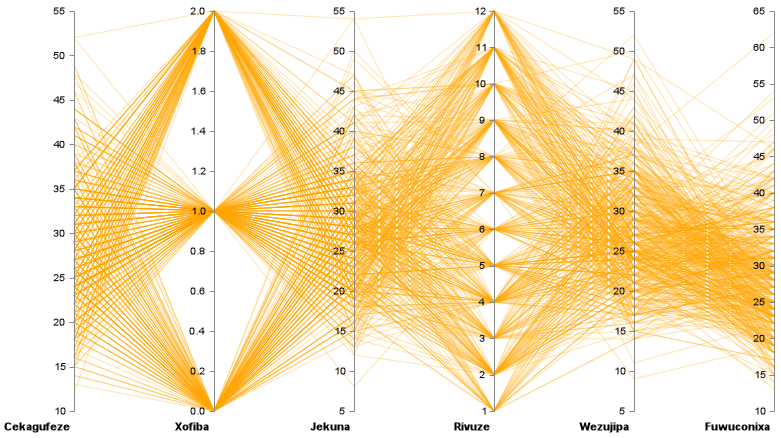 55 2.0 55 12 55 65
50 1.8 50 11 50 60
45 1.6 45 10 45 55
40 1.4 40 9 40 50
35 1.2 35 8 35 45
30 1.0 30 7 30 40
25 0.8 25 6 25 35
20 0.6 20 5 20 30
15 0.4 15 4 15 25
10 0.2 10 3 10 20
0.0 5 2 5 15
1 10
Cekagufeze Xofiba Jekuna Rivuze Wezujipa Fuwuconixa